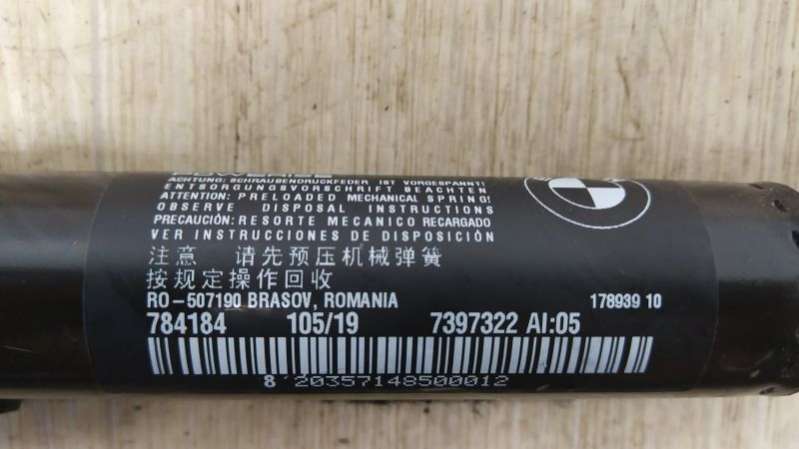 POWERISE
ACHTUNG: SCHRAUBENDRUCKFEDER IST VORGESPANNT!
ENTSORGUNGSVORSCHRIFT BEACHTEN
ATTENTION: PRELOADED MECHANICAL SPRING!
OBSERVE DISPOSAL INSTRUCTIONS
PRECAUCIÓN: RESORTE MECANICO RECARGADO
VER INSTRUCCIONES DE DISPOSICIÓN
注意 请先预压机械弹簧
按规定操作回收
RO-507190 BRASOV, ROMANIA 178939 10
784184 105/19 7397322 AI:05
8 20357148500012